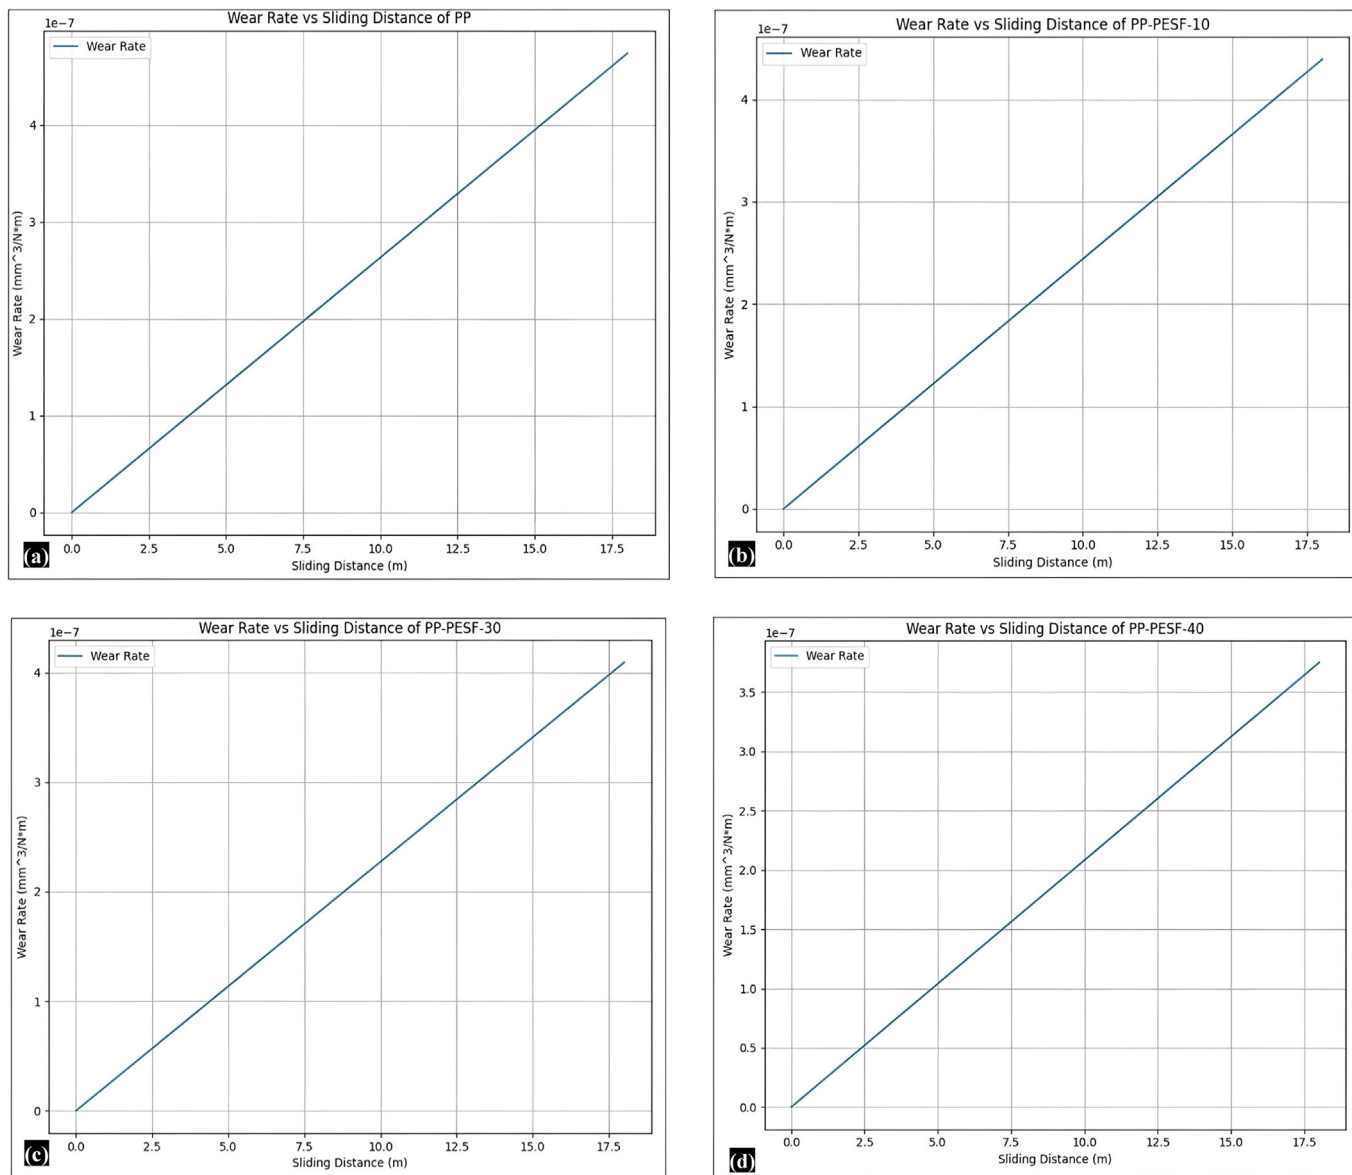 Wear Rate vs Sliding Distance of PP
1e−7
Wear Rate
4
3
2
1
0
Wear Rate (mm^3/N*m)
0.0 2.5 5.0 7.5 10.0 12.5 15.0 17.5
Sliding Distance (m)
(a)
Wear Rate vs Sliding Distance of PP-PESF-10
1e−7
Wear Rate
4
3
2
1
0
Wear Rate (mm^3/N*m)
0.0 2.5 5.0 7.5 10.0 12.5 15.0 17.5
Sliding Distance (m)
(b)
Wear Rate vs Sliding Distance of PP-PESF-30
1e−7
Wear Rate
4
3
2
1
0
Wear Rate (mm^3/N*m)
0.0 2.5 5.0 7.5 10.0 12.5 15.0 17.5
Sliding Distance (m)
(c)
Wear Rate vs Sliding Distance of PP-PESF-40
1e−7
Wear Rate
3.5
3.0
2.5
2.0
1.5
1.0
0.5
0.0
Wear Rate (mm^3/N*m)
0.0 2.5 5.0 7.5 10.0 12.5 15.0 17.5
Sliding Distance (m)
(d)